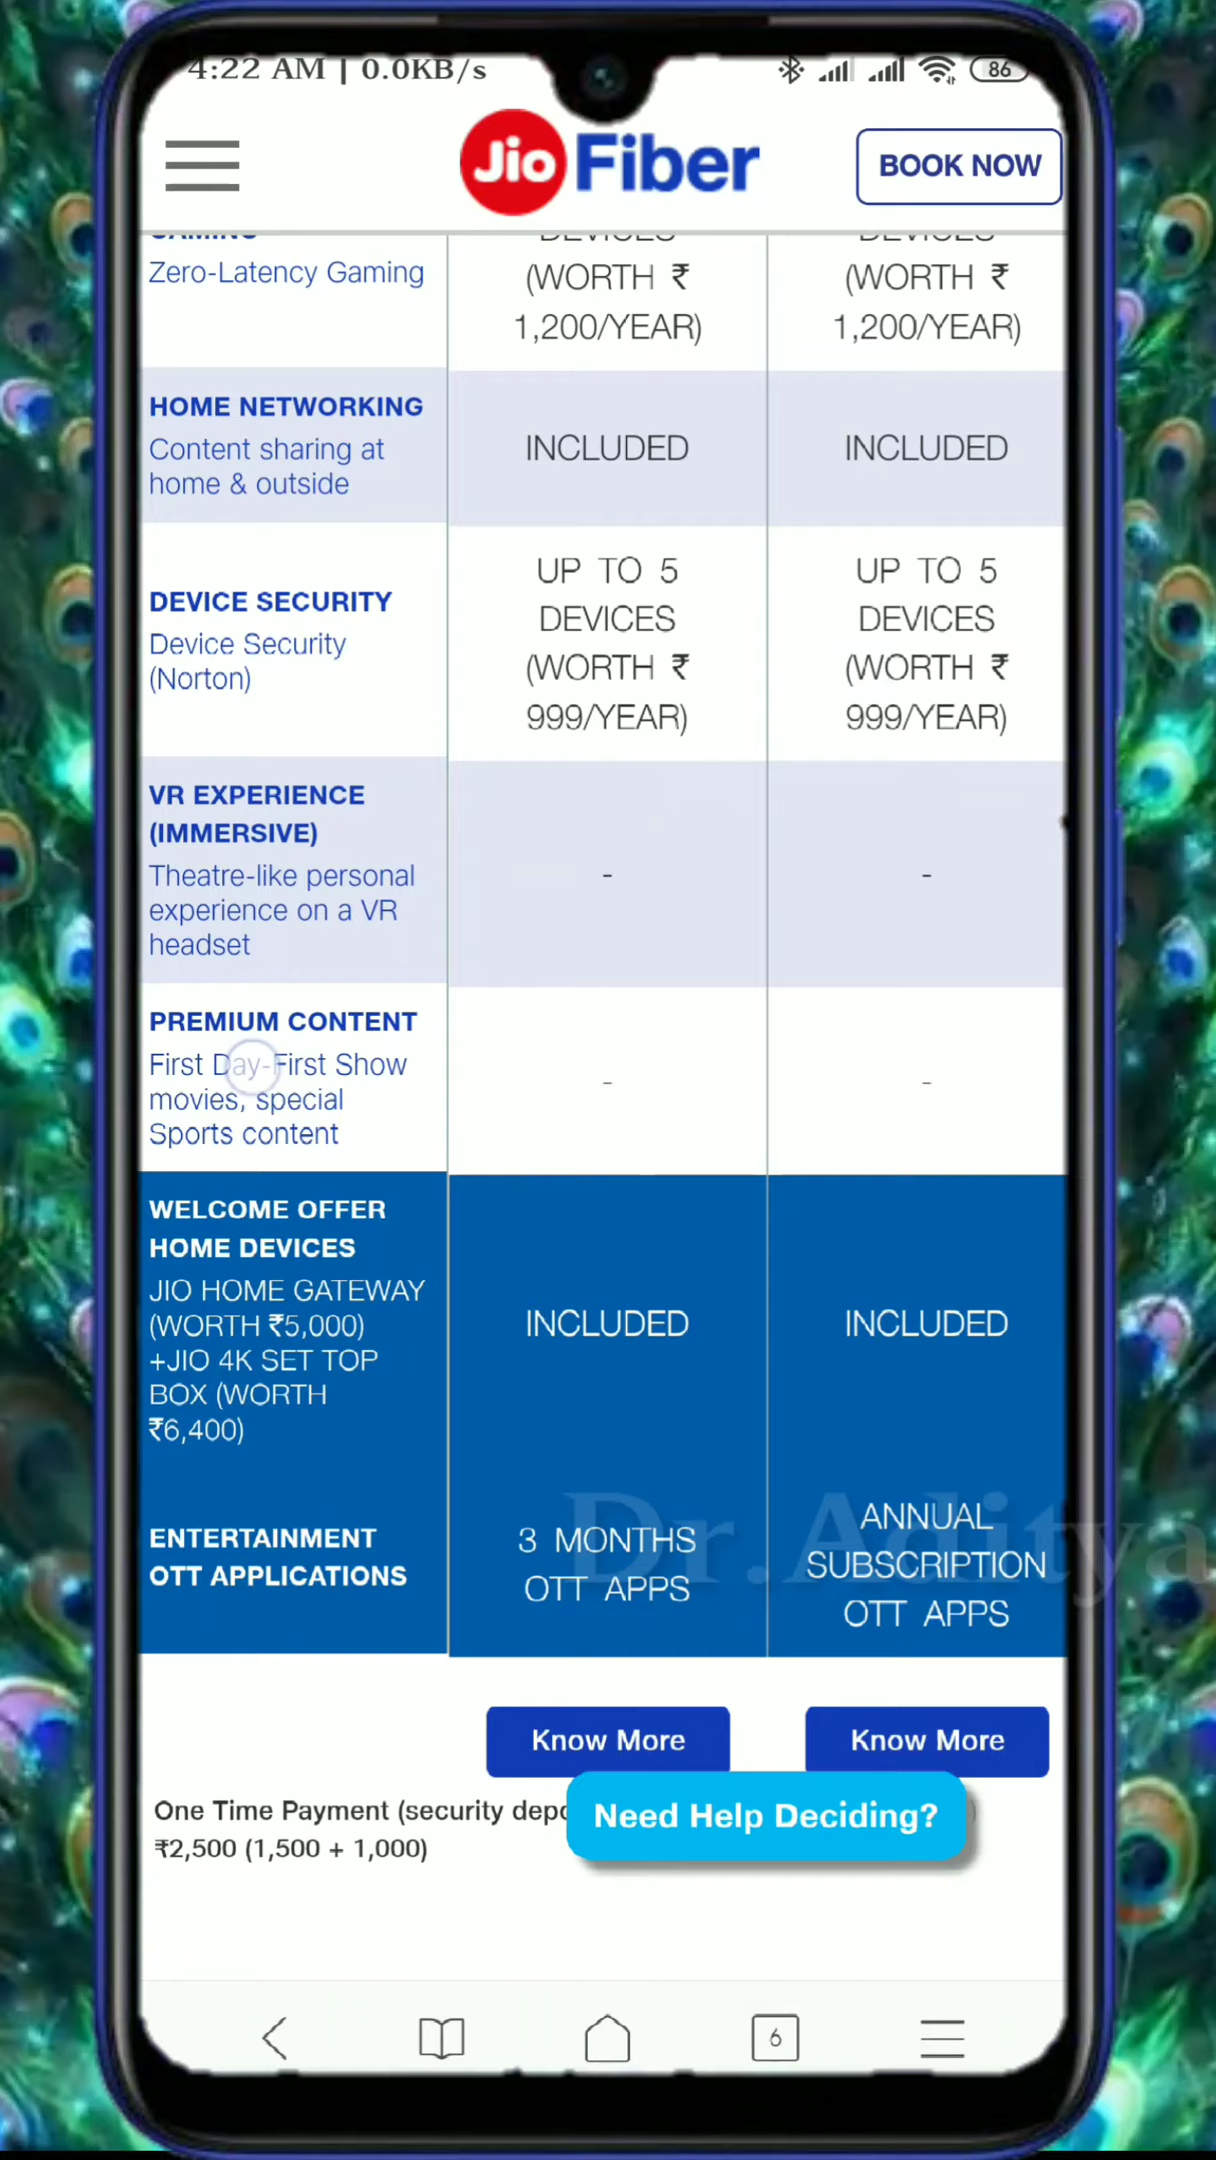 4:22 AM | 0.0KB/s
86
Jio Fiber
BOOK NOW
GAMING
Zero-Latency Gaming
DEVICES
(WORTH ₹
1,200/YEAR)
DEVICES
(WORTH ₹
1,200/YEAR)
HOME NETWORKING
Content sharing at
home & outside
INCLUDED
INCLUDED
DEVICE SECURITY
Device Security
(Norton)
UP TO 5
DEVICES
(WORTH ₹
999/YEAR)
UP TO 5
DEVICES
(WORTH ₹
999/YEAR)
VR EXPERIENCE
(IMMERSIVE)
Theatre-like personal
experience on a VR
headset
-
-
PREMIUM CONTENT
First Day-First Show
movies, special
Sports content
-
-
WELCOME OFFER
HOME DEVICES
JIO HOME GATEWAY
(WORTH ₹5,000)
+JIO 4K SET TOP
BOX (WORTH
₹6,400)
INCLUDED
INCLUDED
ENTERTAINMENT
OTT APPLICATIONS
3 MONTHS
OTT APPS
ANNUAL
SUBSCRIPTION
OTT APPS
Dr.Aditya
Know More
Know More
One Time Payment (security depo
₹2,500 (1,500 + 1,000)
Need Help Deciding?
6